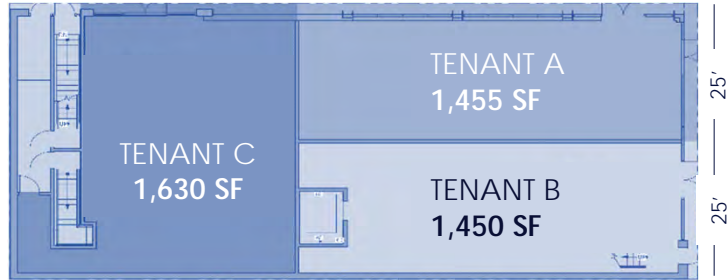 TENANT A
1,455 SF
25’
TENANT C
1,630 SF
TENANT B
1,450 SF
25’